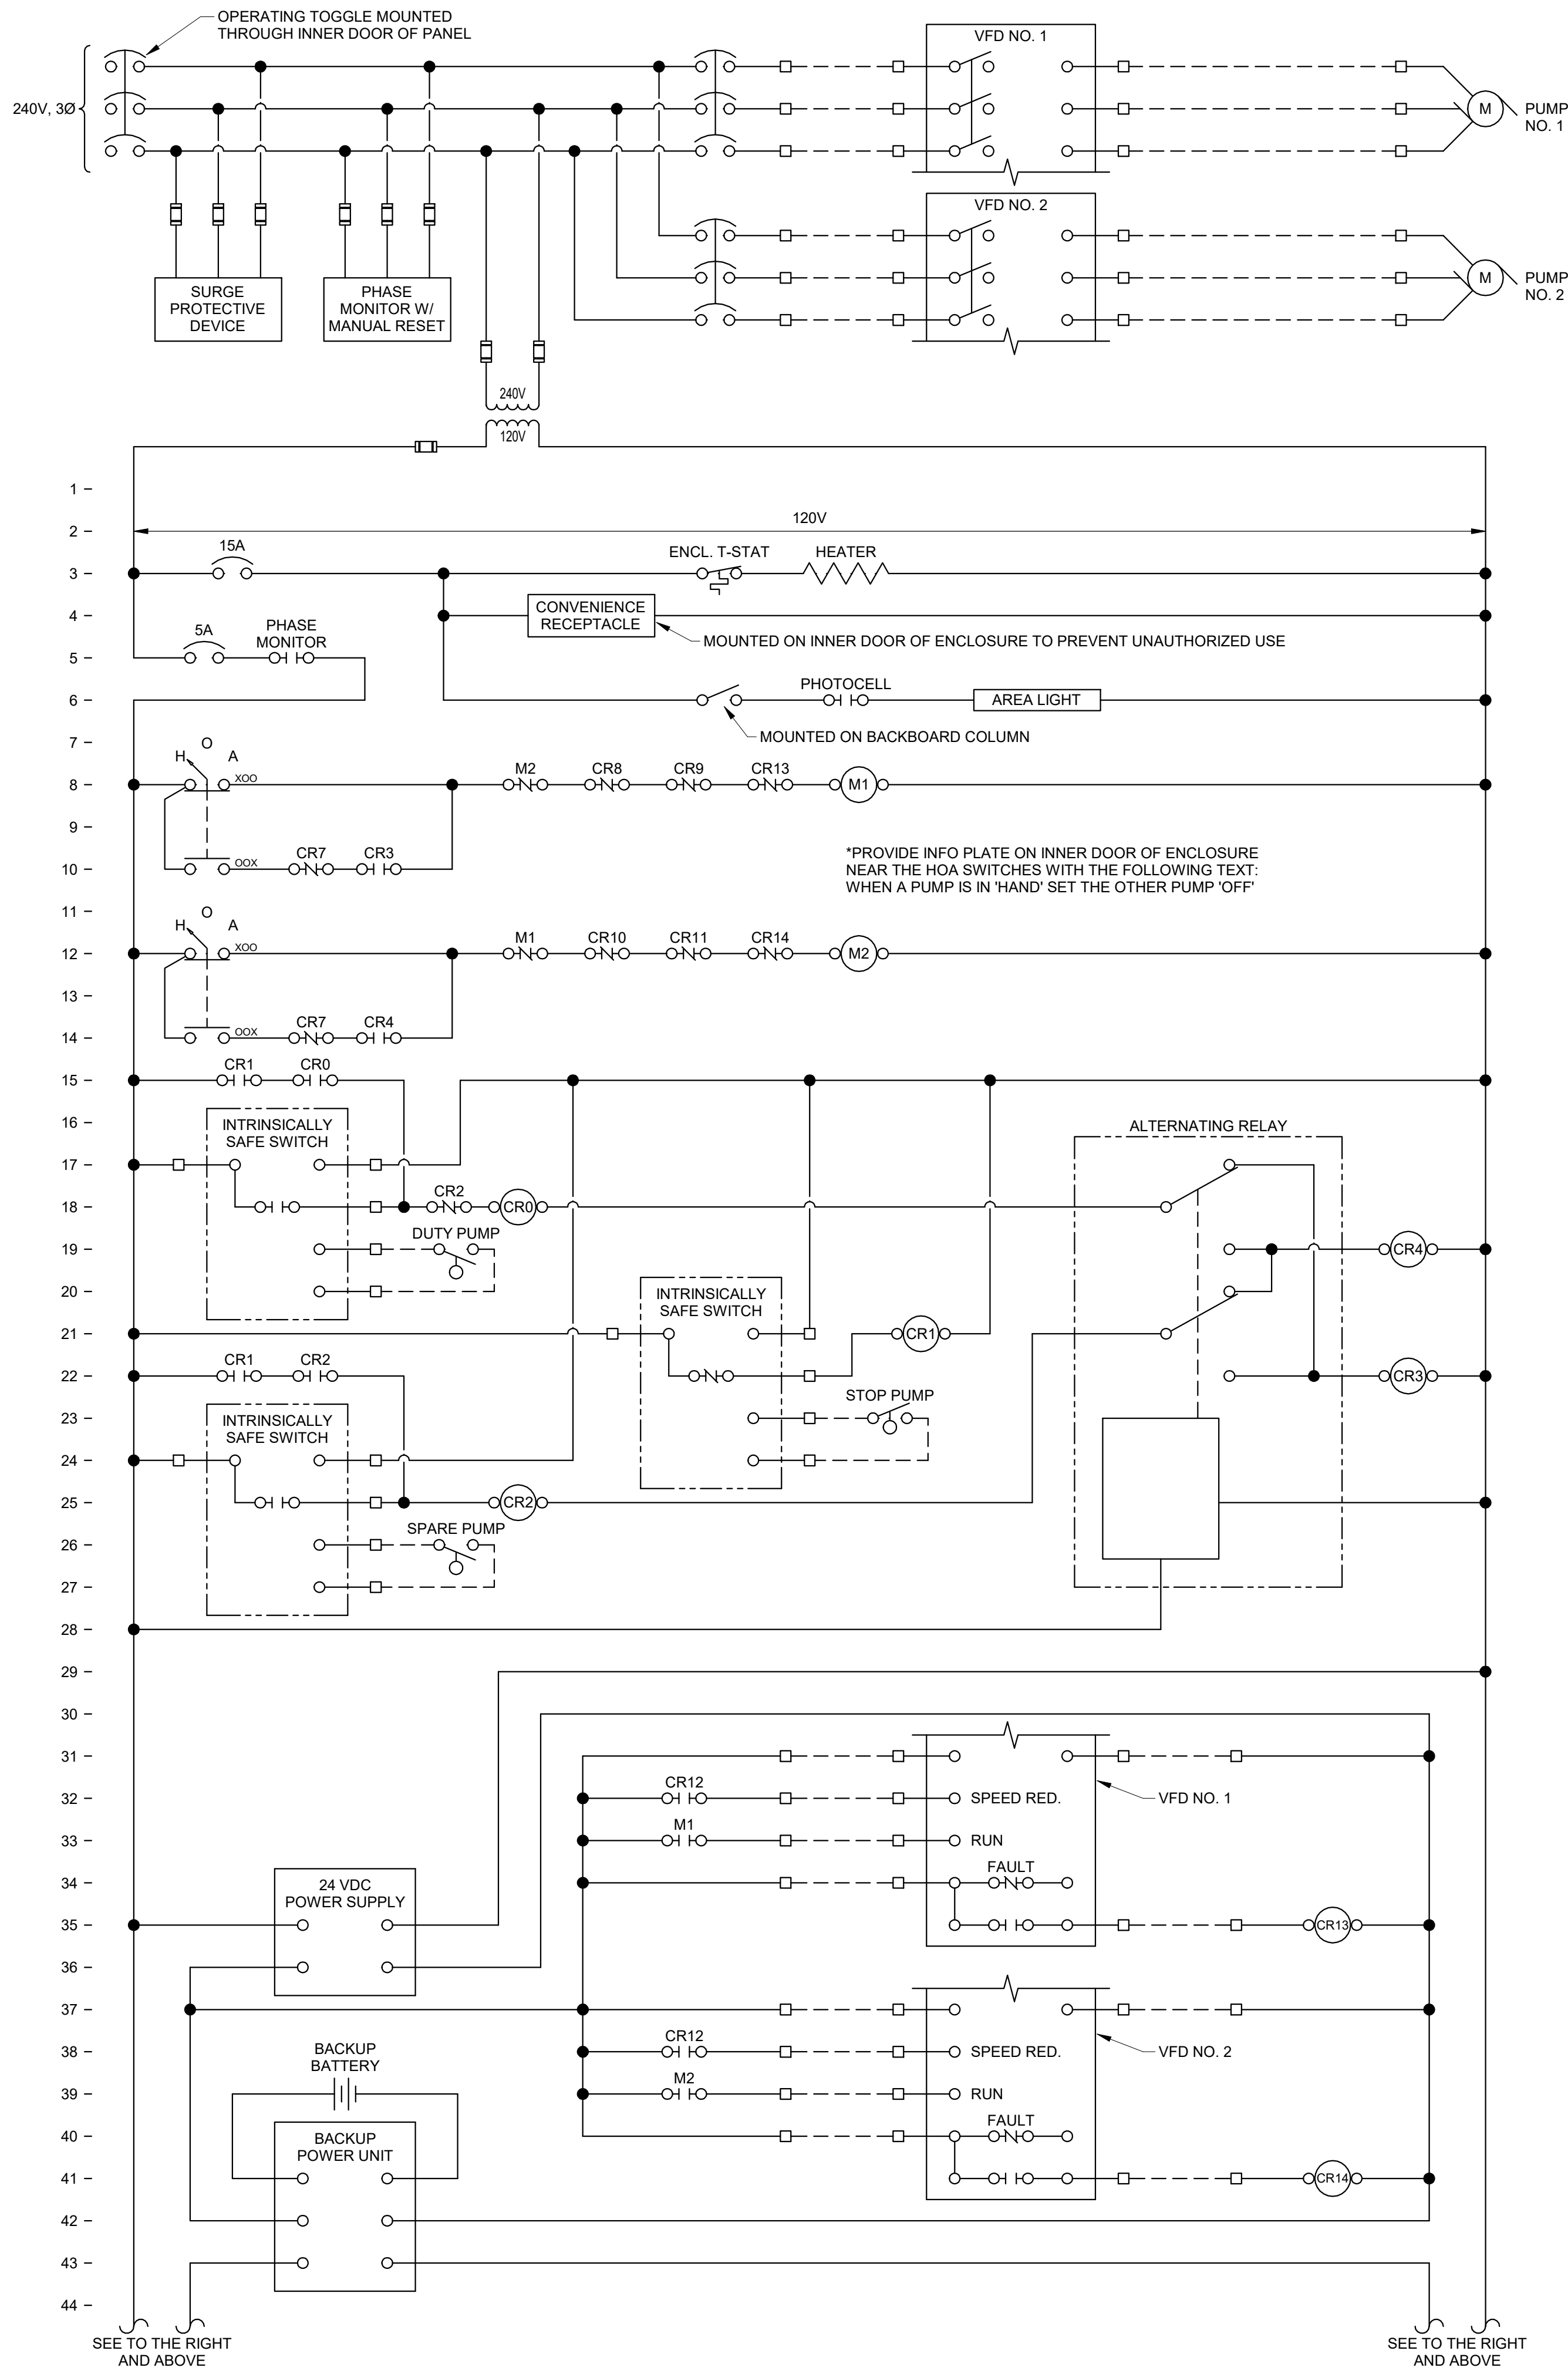 OPERATING TOGGLE MOUNTED
THROUGH INNER DOOR OF PANEL
240V, 3Ø
VFD NO. 1
M
PUMP
NO. 1
VFD NO. 2
M
PUMP
NO. 2
SURGE
PROTECTIVE
DEVICE
PHASE
MONITOR W/
MANUAL RESET
240V
120V
1
2
120V
15A
ENCL. T-STAT
HEATER
3
4
CONVENIENCE
RECEPTACLE
MOUNTED ON INNER DOOR OF ENCLOSURE TO PREVENT UNAUTHORIZED USE
5A
PHASE
MONITOR
5
6
PHOTOCELL
AREA LIGHT
MOUNTED ON BACKBOARD COLUMN
7
H
O
A
8
XOO
M2
CR8
CR9
CR13
M1
9
10
OOX
CR7
CR3
*PROVIDE INFO PLATE ON INNER DOOR OF ENCLOSURE
NEAR THE HOA SWITCHES WITH THE FOLLOWING TEXT:
WHEN A PUMP IS IN 'HAND' SET THE OTHER PUMP 'OFF'
11
H
O
A
12
XOO
M1
CR10
CR11
CR14
M2
13
14
OOX
CR7
CR4
15
CR1
CR0
16
INTRINSICALLY
SAFE SWITCH
ALTERNATING RELAY
17
18
CR2
CR0
19
DUTY PUMP
CR4
20
INTRINSICALLY
SAFE SWITCH
21
CR1
22
CR1
CR2
CR3
23
STOP PUMP
INTRINSICALLY
SAFE SWITCH
24
25
CR2
26
SPARE PUMP
27
28
29
30
31
32
CR12
SPEED RED.
VFD NO. 1
33
M1
RUN
34
24 VDC
POWER SUPPLY
FAULT
35
CR13
36
37
38
CR12
SPEED RED.
VFD NO. 2
BACKUP
BATTERY
39
M2
RUN
40
BACKUP
POWER UNIT
FAULT
41
CR14
42
43
44
SEE TO THE RIGHT
AND ABOVE
SEE TO THE RIGHT
AND ABOVE